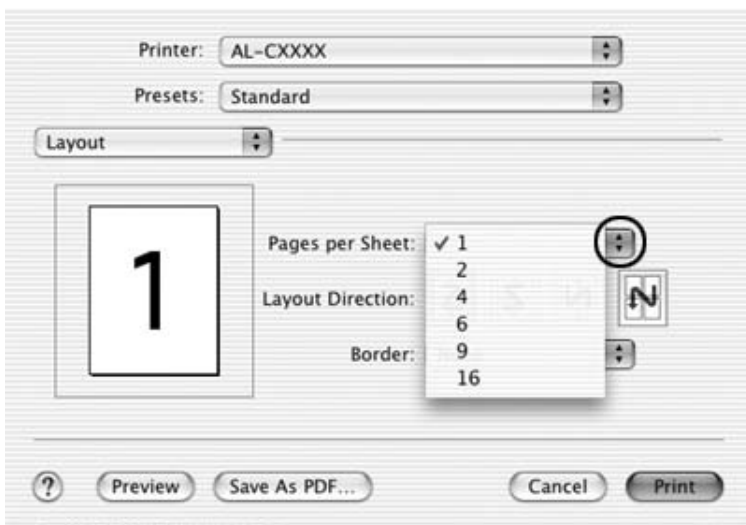 Printer: AL-CXXXX
Presets: Standard
Layout
1
Pages per Sheet: ✓ 1
2
Layout Direction:
4
6
Border:
9
16
? Preview Save As PDF... Cancel Print